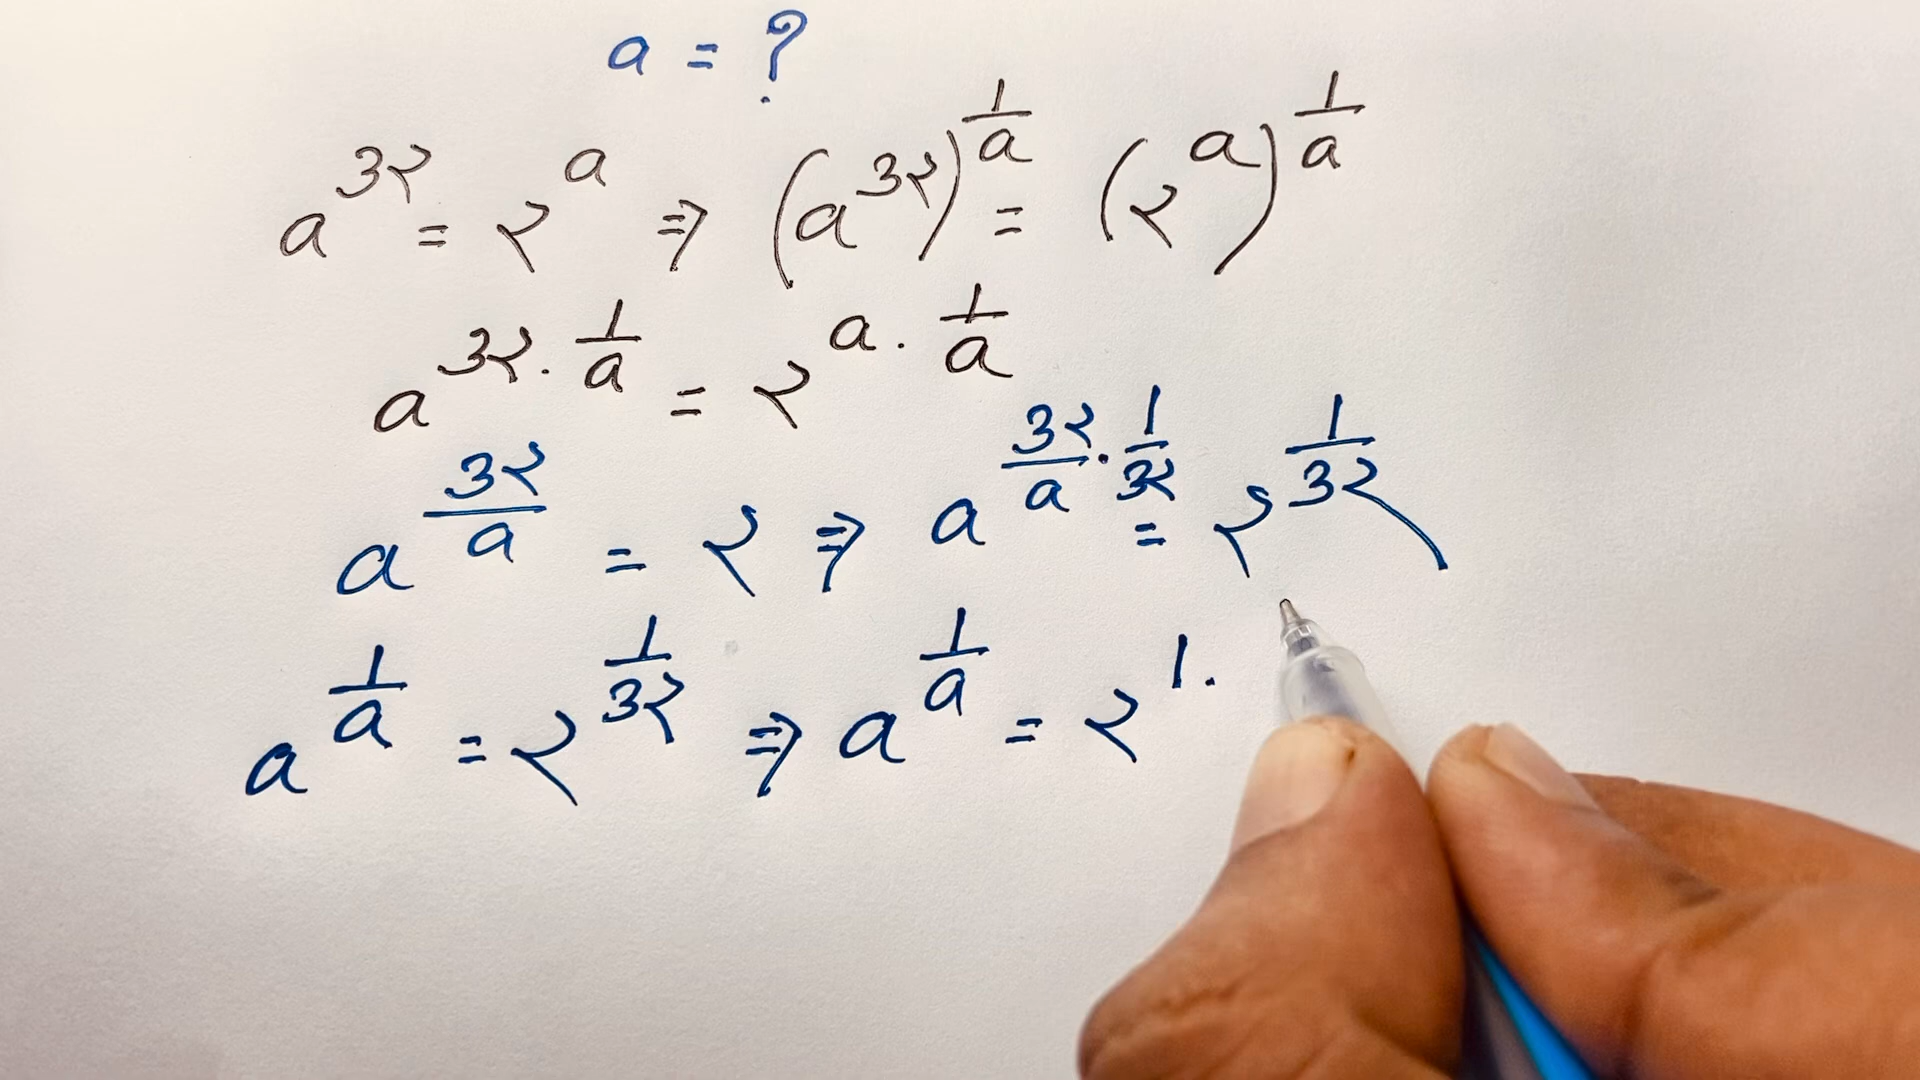 a = ?
a^32 = 2^a ⇒ (a^32)^(1/a) = (2^a)^(1/a)
a^(32 · 1/a) = 2^(a · 1/a)
a^(32/a) = 2 ⇒ a^(32/a · 1/32) = 2^(1/32)
a^(1/a) = 2^(1/32) ⇒ a^(1/a) = 2^(1·